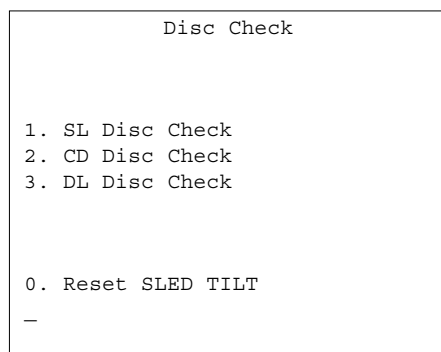 Disc Check
1. SL Disc Check
2. CD Disc Check
3. DL Disc Check
0. Reset SLED TILT
_